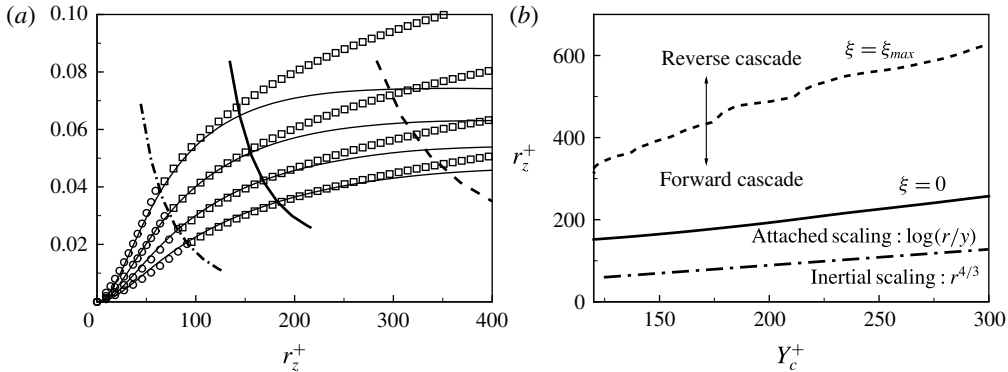 (a)
0.10
0.08
0.06
0.04
0.02
0
0 100 200 300 400
r_z^+
(b)
600
400
r_z^+
200
0
150 200 250 300
Y_c^+
ξ = ξ_max
Reverse cascade
Forward cascade
ξ = 0
Attached scaling : log(r/y)
Inertial scaling : r^{4/3}